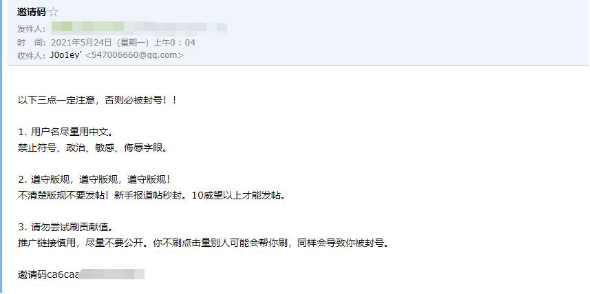 邀请码☆
发件人:
时　间: 2021年5月24日（星期一）上午0：04
收件人: J0o1ey' <547006660@qq.com>
以下三点一定注意，否则必被封号！！
1. 用户名尽量用中文。
禁止符号、政治、敏感、侮辱字眼。
2. 遵守版规，遵守版规，遵守版规！
不清楚版规不要发帖！新手报道帖秒封。10威望以上才能发帖。
3. 请勿尝试刷贡献值。
推广链接慎用，尽量不要公开。你不刷点击量别人可能会帮你刷，同样会导致你被封号。
邀请码ca6caa